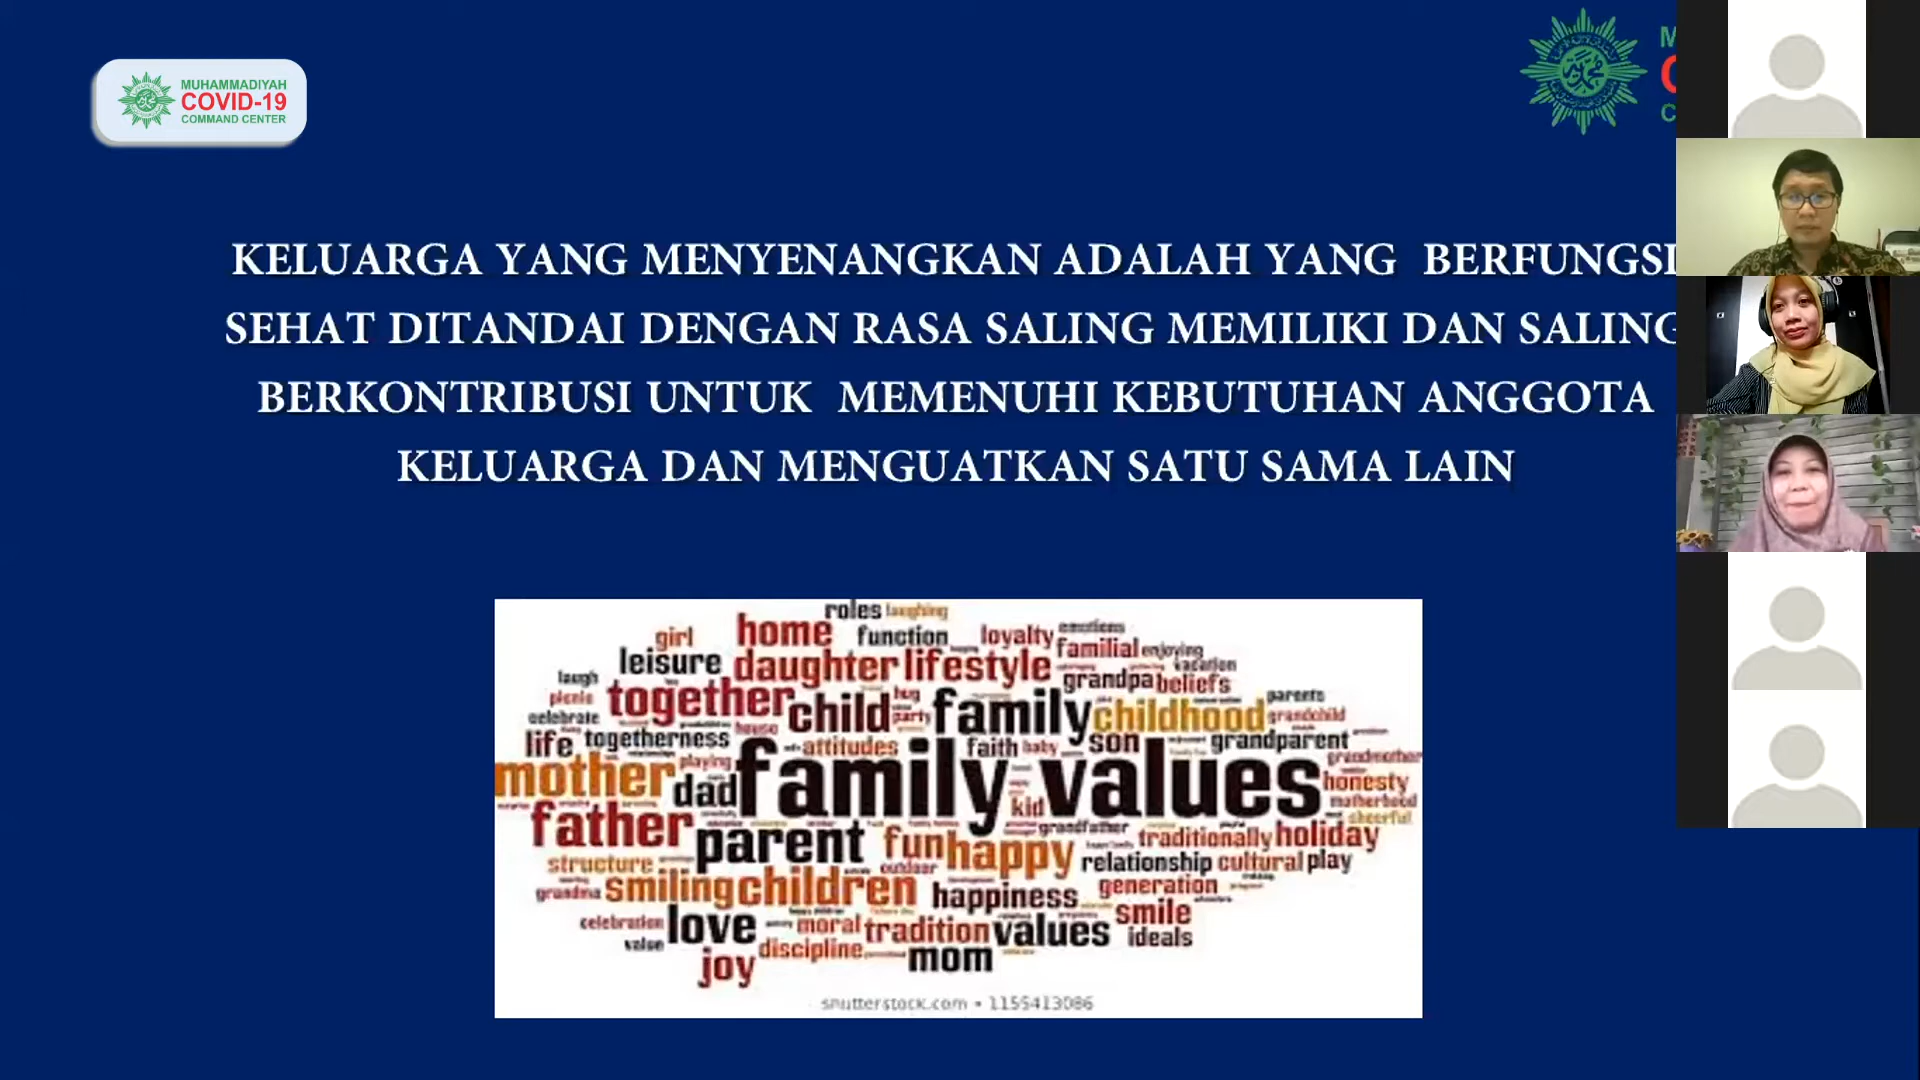 MUHAMMADIYAH
COVID-19
COMMAND CENTER
KELUARGA YANG MENYENANGKAN ADALAH YANG BERFUNGSI
SEHAT DITANDAI DENGAN RASA SALING MEMILIKI DAN SALING
BERKONTRIBUSI UNTUK MEMENUHI KEBUTUHAN ANGGOTA
KELUARGA DAN MENGUATKAN SATU SAMA LAIN
roles laughing
girl home function loyalty emotions
leisure daughter lifestyle familial enjoying
laugh grandpa beliefs vacation
picnic together child hug party family childhood parents
celebrate house grandchild
life togetherness attitudes faith baby son grandparent
mother playing dad family values kid grandmother honesty
motherhood
father parent fun happy grandfather traditionally holiday cheerful
structure outdoor relationship cultural play
grandma smiling children happiness generation
celebration love moral tradition values smile
value discipline mom ideals
joy
shutterstock.com • 1155413086